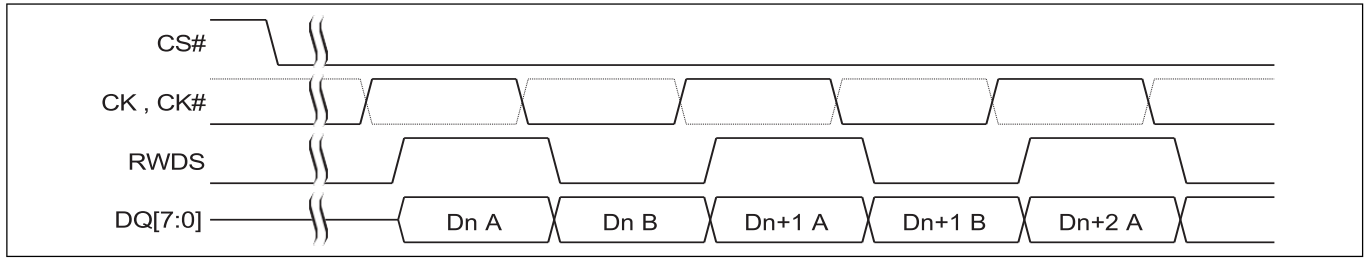 CS#
CK , CK#
RWDS
DQ[7:0]
Dn A
Dn B
Dn+1 A
Dn+1 B
Dn+2 A